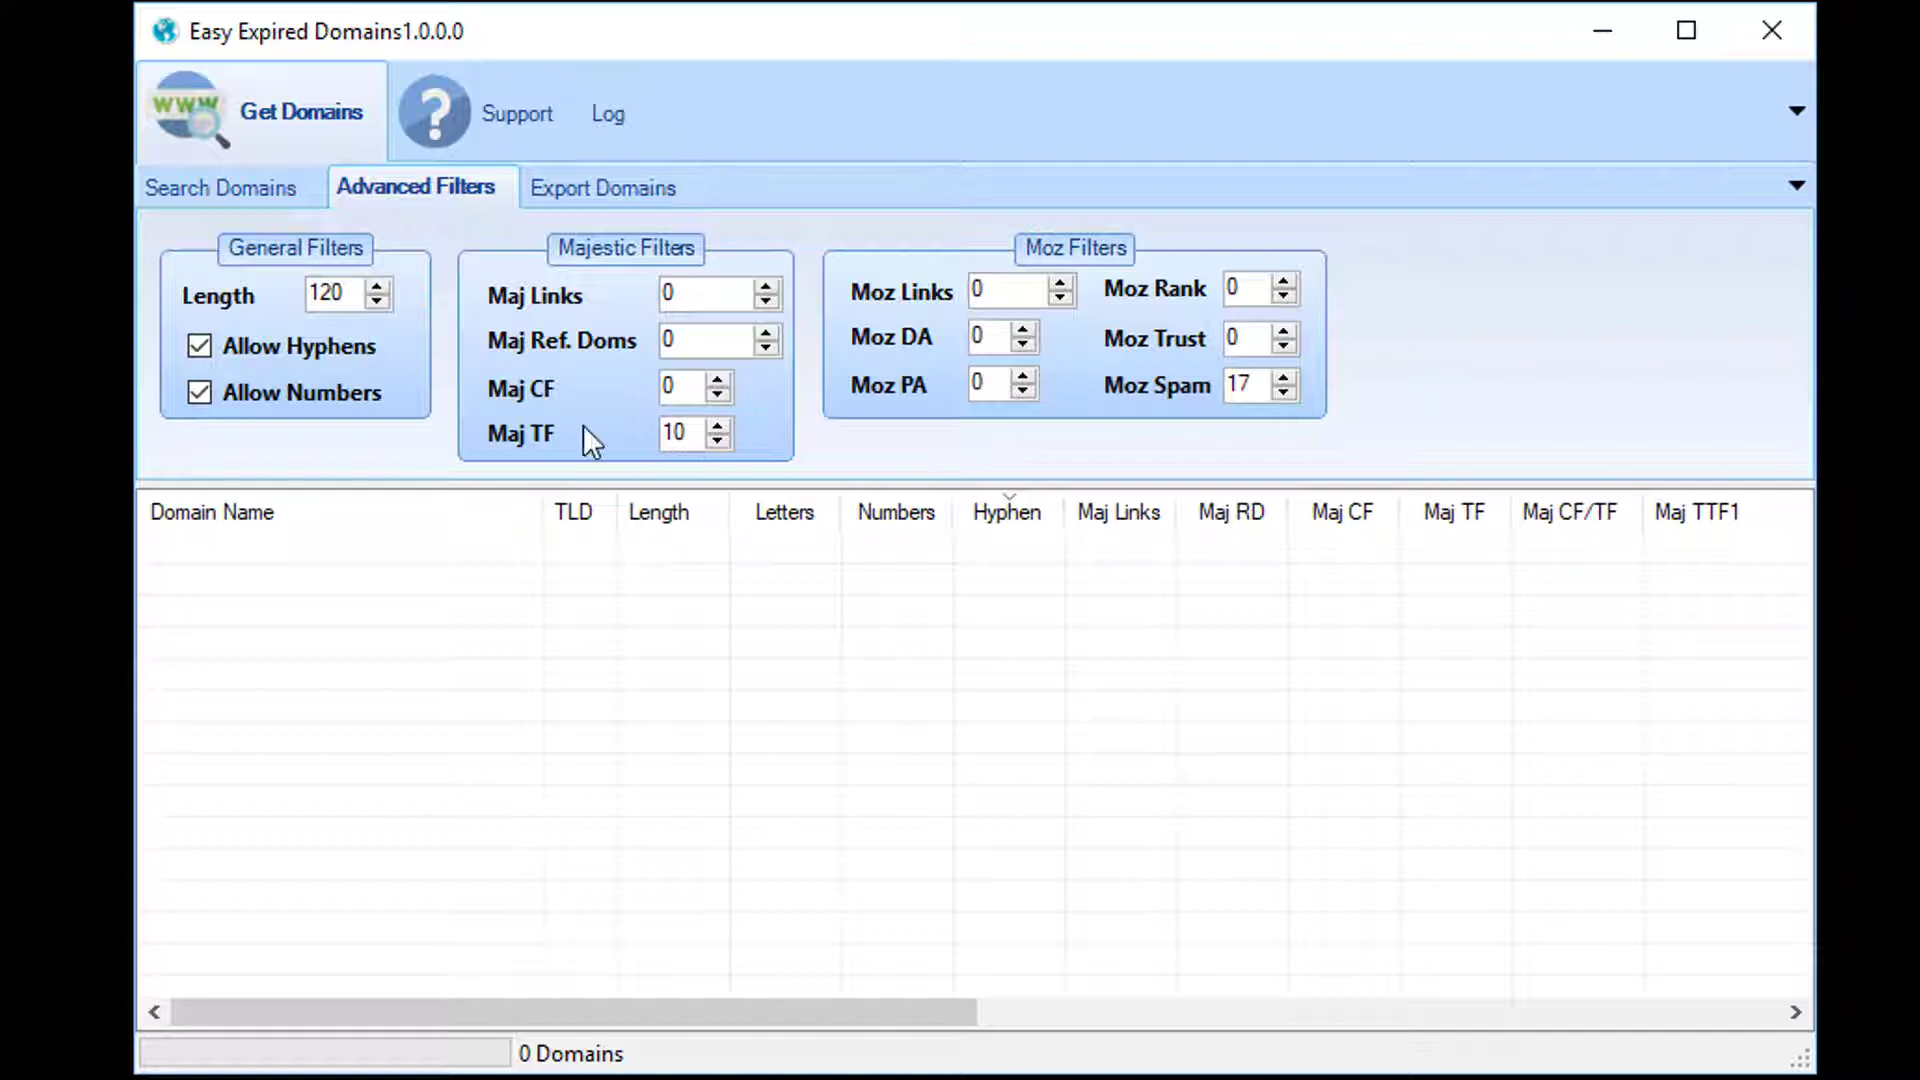 Easy Expired Domains1.0.0.0
WWW
Get Domains
?
Support
Log
Search Domains
Advanced Filters
Export Domains
General Filters
Length 120
Allow Hyphens
Allow Numbers
Majestic Filters
Maj Links 0
Maj Ref. Doms 0
Maj CF 0
Maj TF 10
Moz Filters
Moz Links 0 Moz Rank 0
Moz DA 0 Moz Trust 0
Moz PA 0 Moz Spam 17
Domain Name TLD Length Letters Numbers Hyphen Maj Links Maj RD Maj CF Maj TF Maj CF/TF Maj TTF1
0 Domains